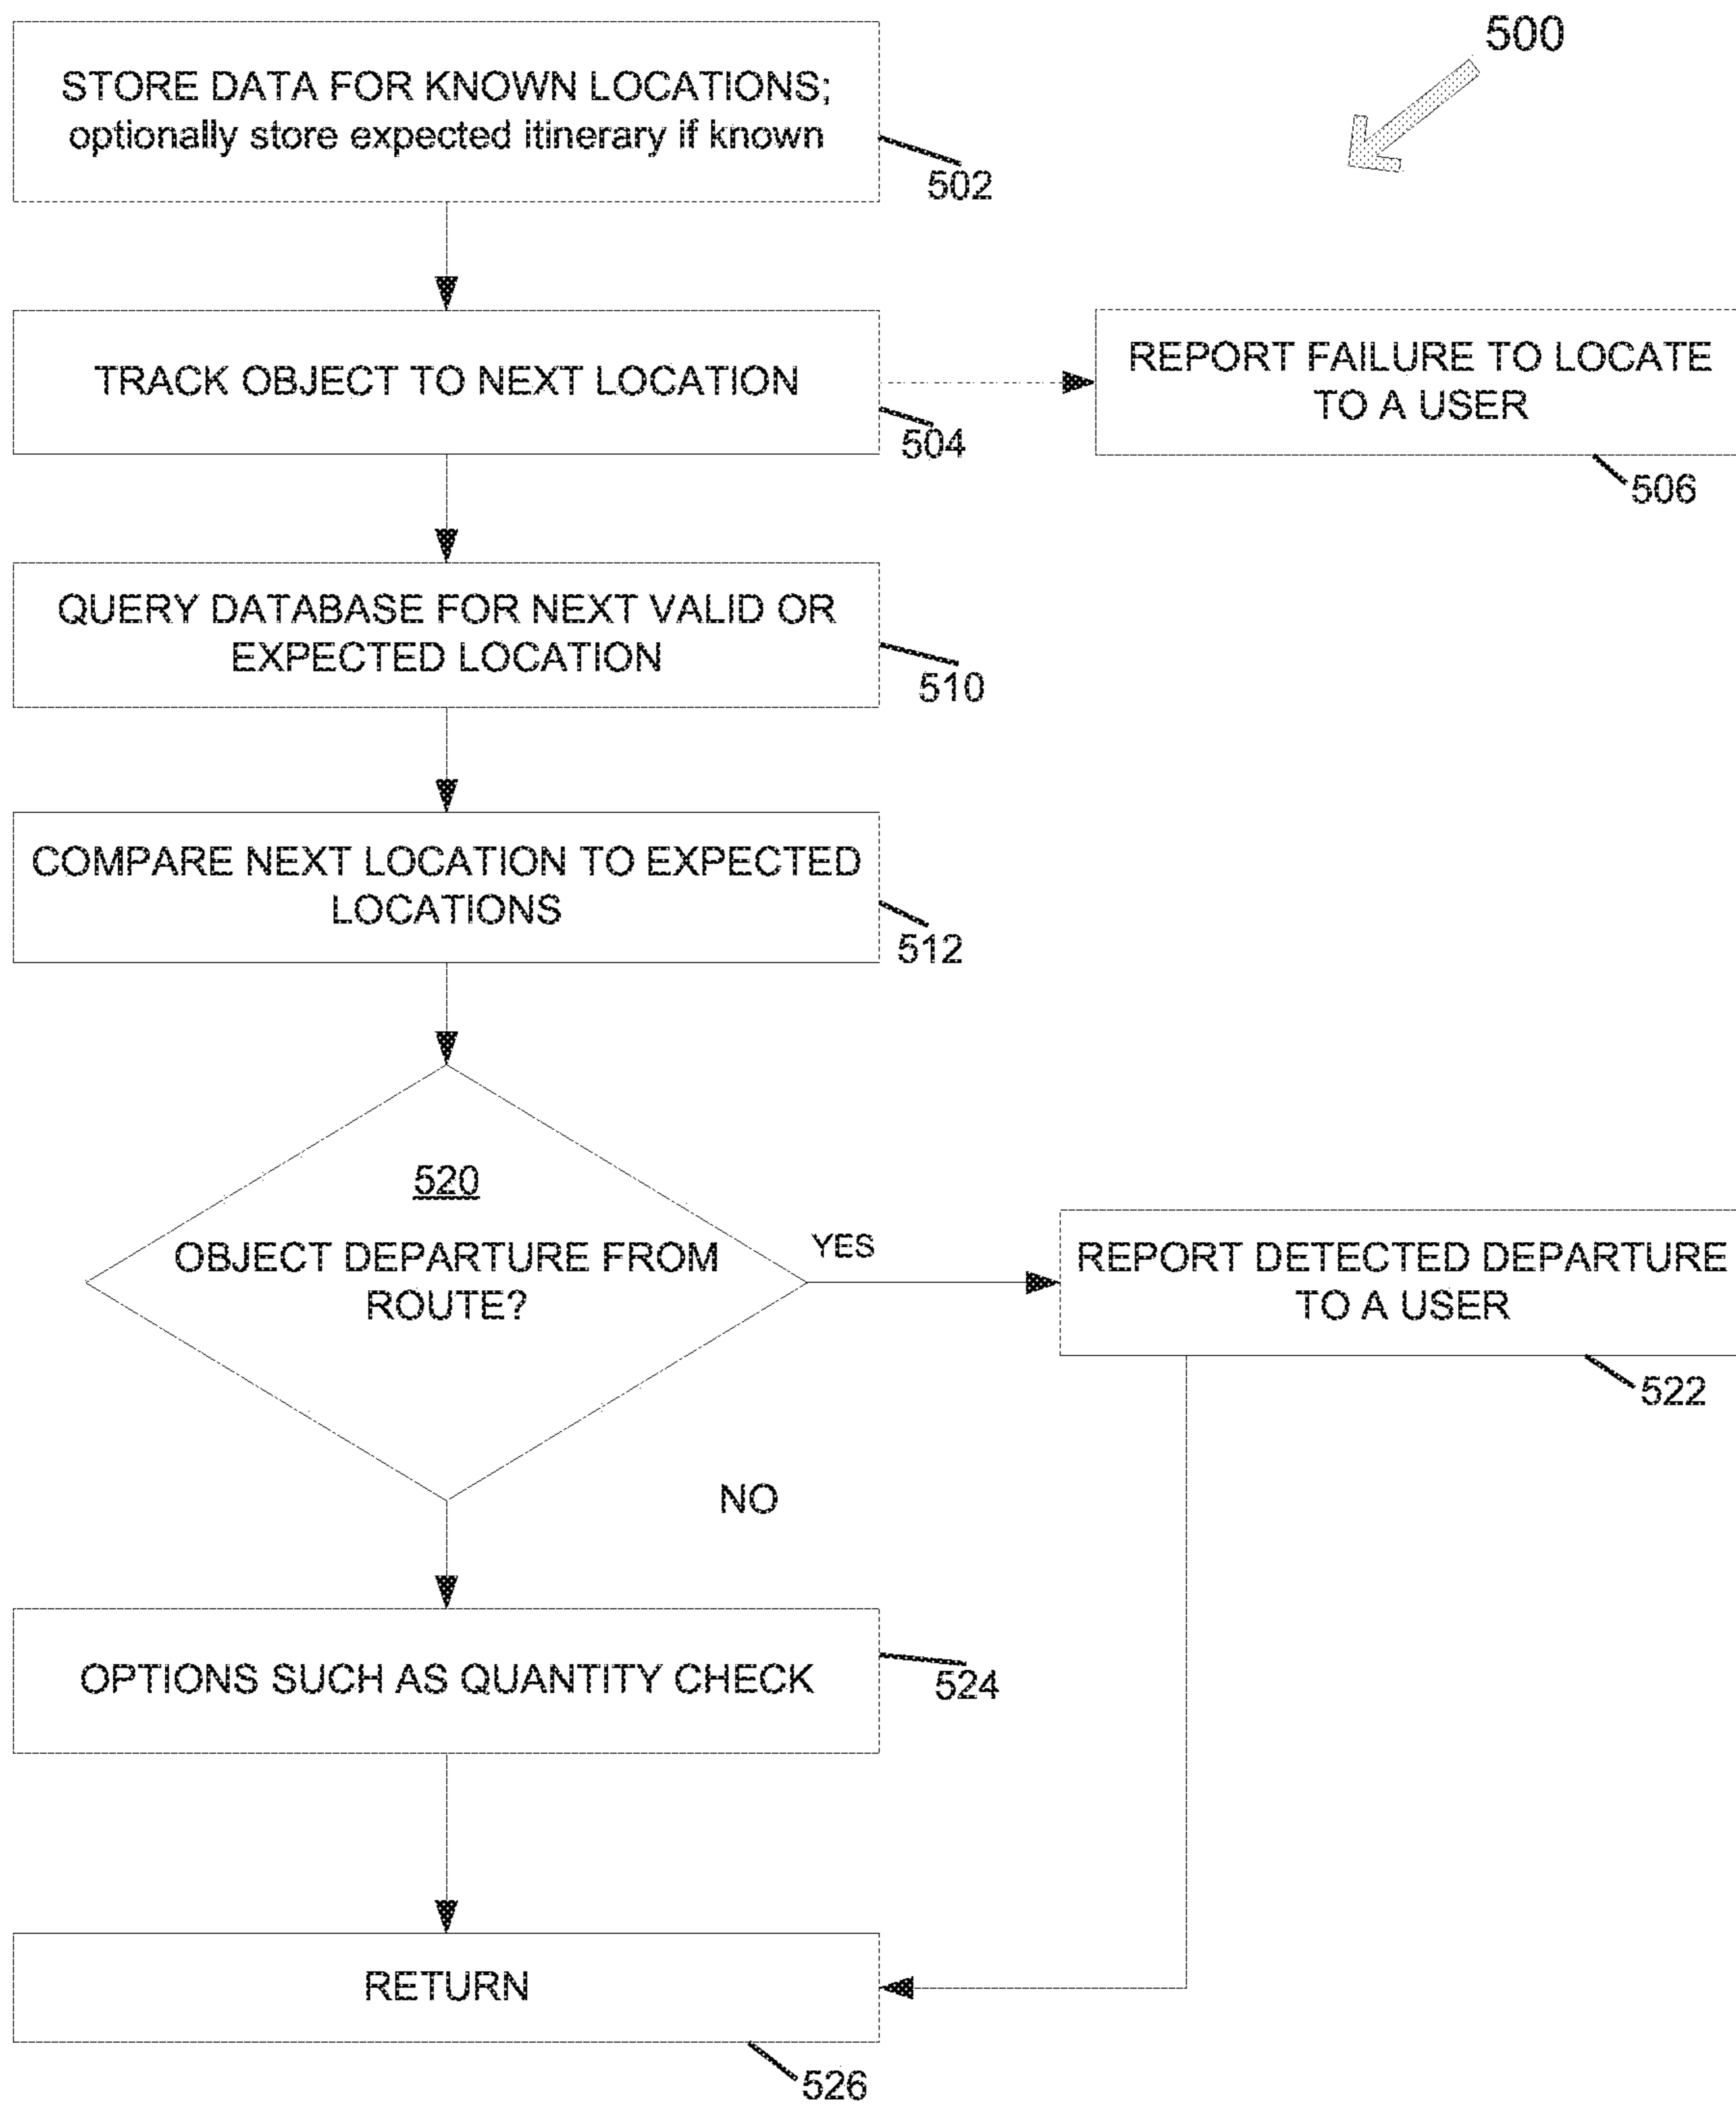 500
STORE DATA FOR KNOWN LOCATIONS;
optionally store expected itinerary if known
502
TRACK OBJECT TO NEXT LOCATION
504
REPORT FAILURE TO LOCATE
TO A USER
506
QUERY DATABASE FOR NEXT VALID OR
EXPECTED LOCATION
510
COMPARE NEXT LOCATION TO EXPECTED
LOCATIONS
512
520
OBJECT DEPARTURE FROM
ROUTE?
YES
REPORT DETECTED DEPARTURE
TO A USER
522
NO
OPTIONS SUCH AS QUANTITY CHECK
524
RETURN
526